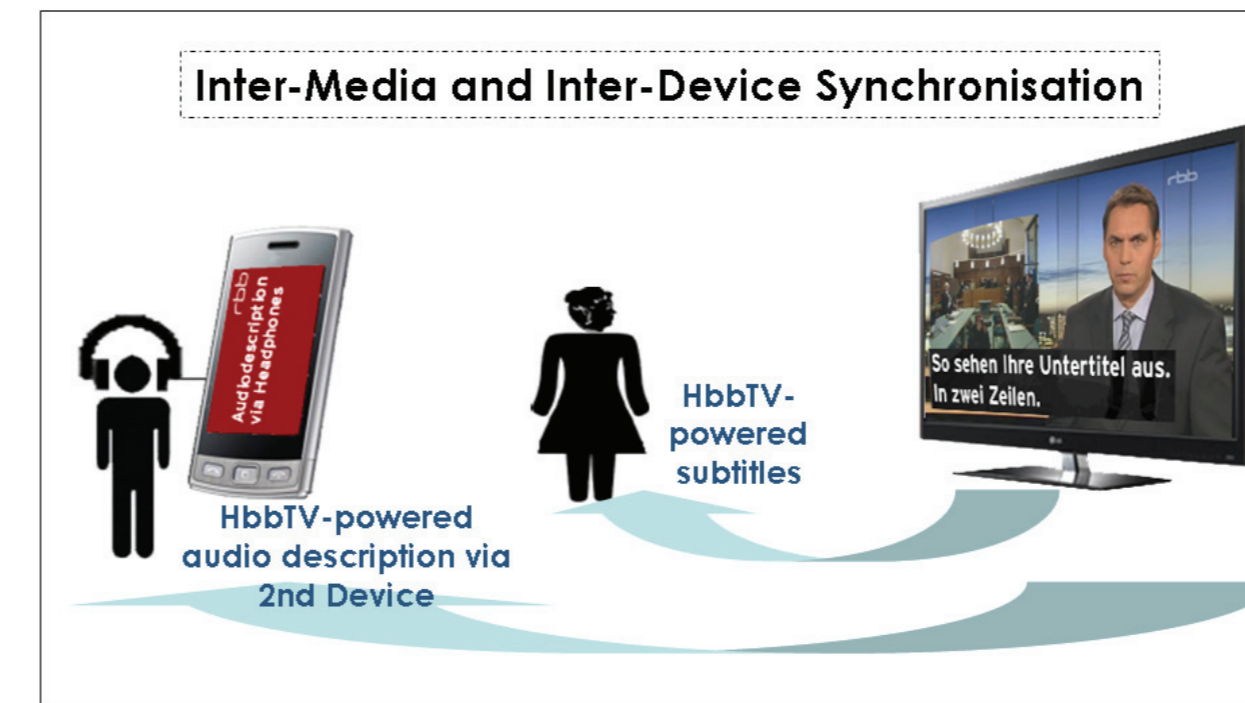 Inter-Media and Inter-Device Synchronisation
rbb
Audiodescription
via Headphones
HbbTV-powered
audio description via
2nd Device
HbbTV-
powered
subtitles
rbb
So sehen Ihre Untertitel aus.
In zwei Zeilen.
LG